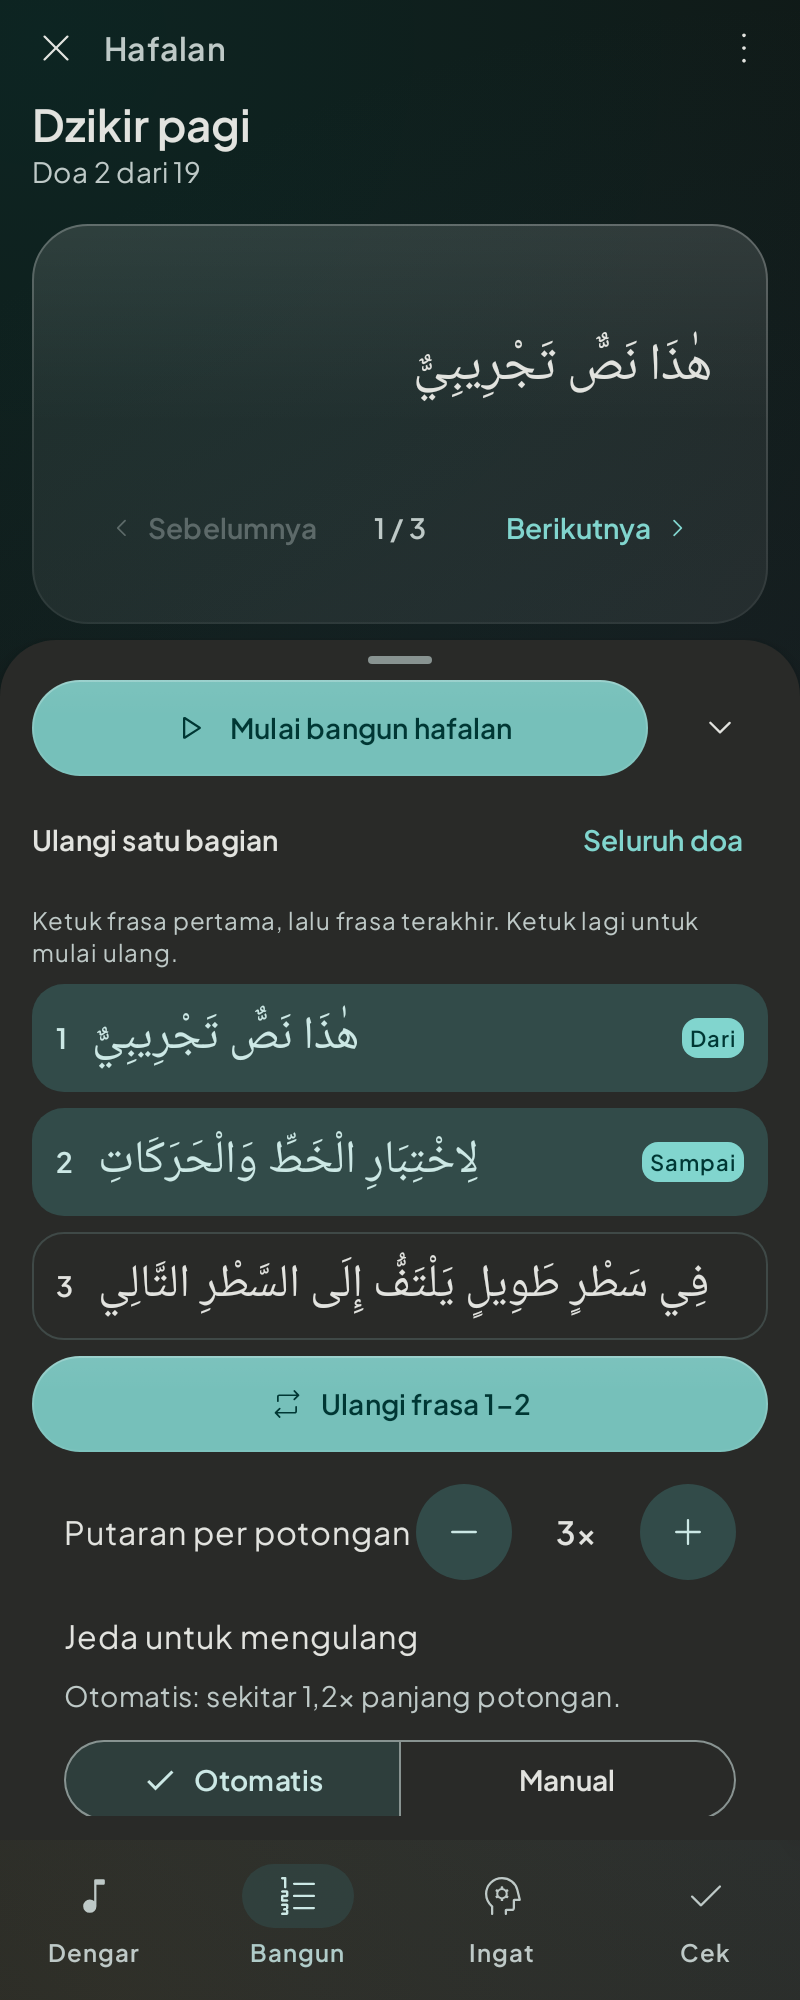 Hafalan
Dzikir pagi
Doa 2 dari 19
هٰذَا نَصٌّ تَجْرِيبِيٌّ
Sebelumnya 1 / 3 Berikutnya
Mulai bangun hafalan
Ulangi satu bagian Seluruh doa
Ketuk frasa pertama, lalu frasa terakhir. Ketuk lagi untuk
mulai ulang.
1 هٰذَا نَصٌّ تَجْرِيبِيٌّ Dari
2 لِاخْتِبَارِ الْخَطِّ وَالْحَرَكَاتِ Sampai
3 فِي سَطْرٍ طَوِيلٍ يَلْتَفُّ إِلَى السَّطْرِ التَّالِي
Ulangi frasa 1–2
Putaran per potongan 3×
Jeda untuk mengulang
Otomatis: sekitar 1,2× panjang potongan.
Otomatis Manual
Dengar Bangun Ingat Cek